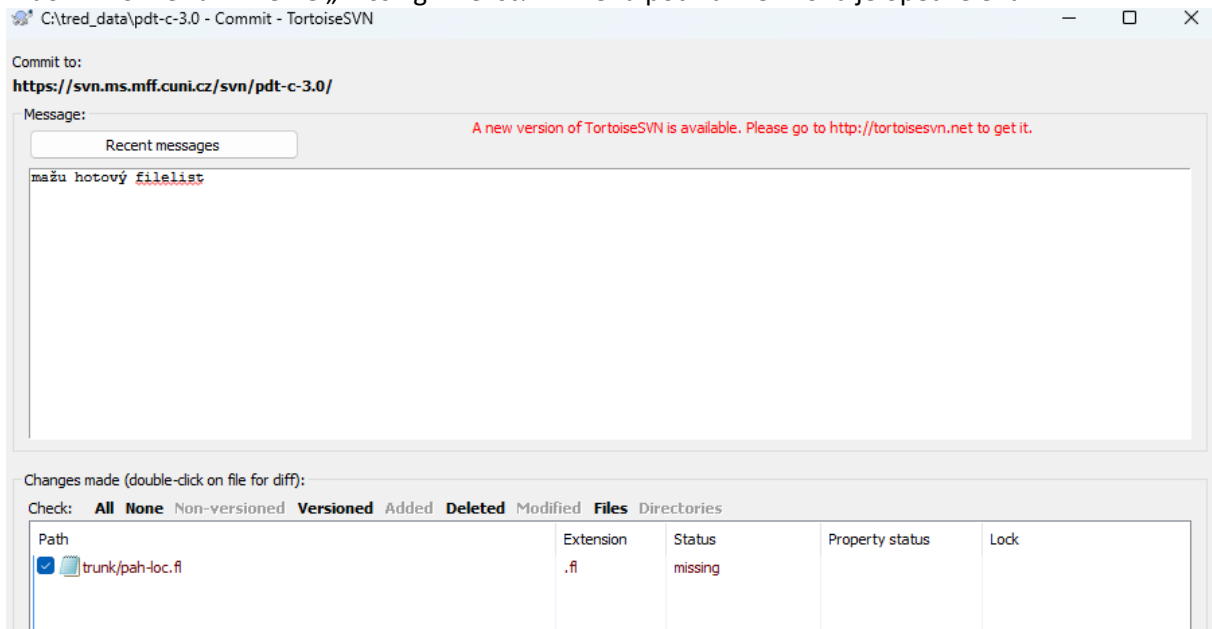 C:\tred_data\pdt-c-3.0 - Commit - TortoiseSVN
Commit to:
https://svn.ms.mff.cuni.cz/svn/pdt-c-3.0/
Message:
A new version of TortoiseSVN is available. Please go to http://tortoisesvn.net to get it.
Recent messages
mažu hotový filelist
Changes made (double-click on file for diff):
Check: All None Non-versioned Versioned Added Deleted Modified Files Directories
Path Extension Status Property status Lock
trunk/pah-loc.fl .fl missing